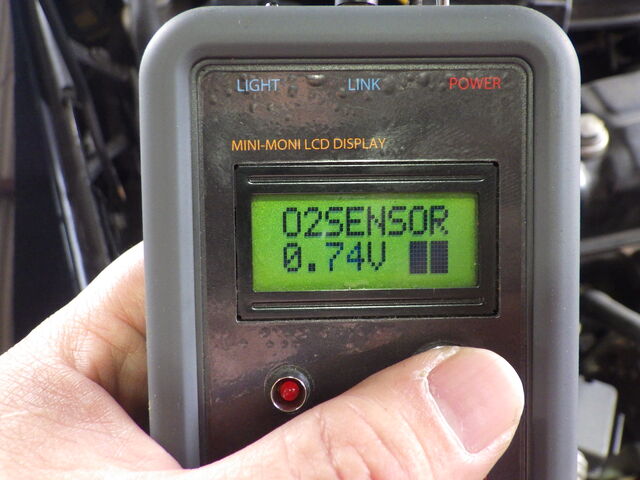 LIGHT LINK POWER
MINI-MONI LCD DISPLAY
O2SENSOR
0.74V